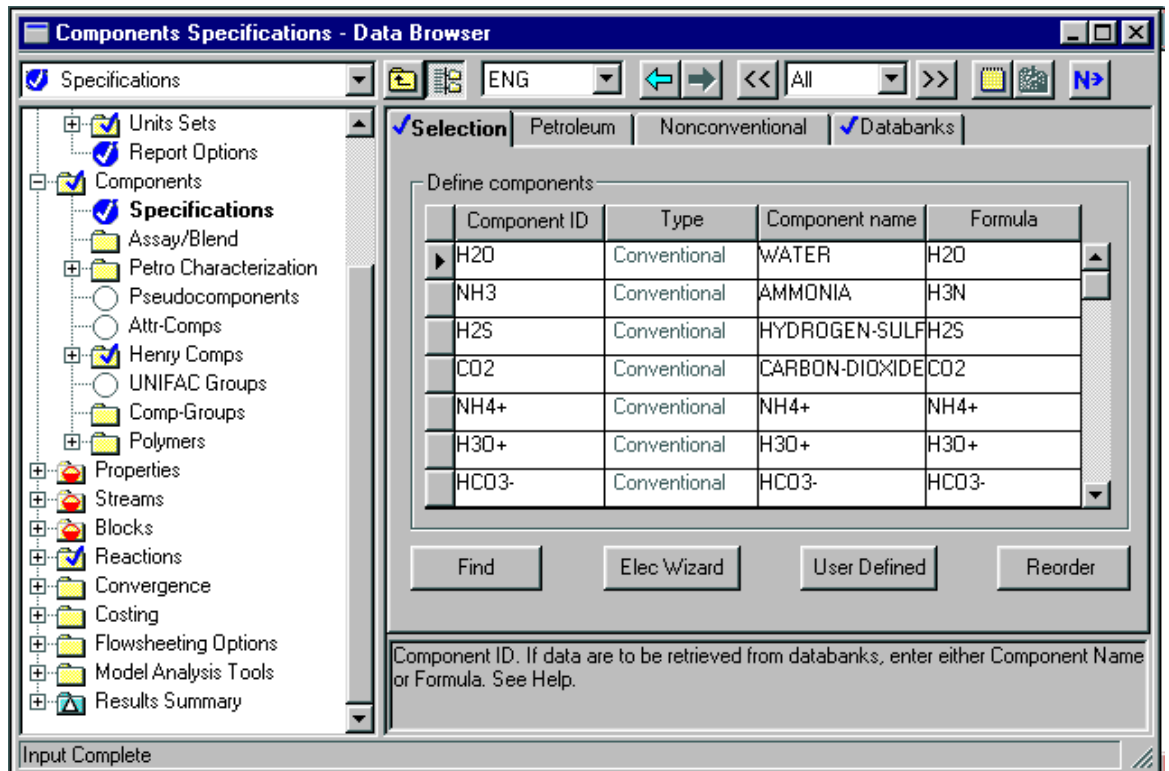 Components Specifications - Data Browser
Specifications
ENG
<<
All
>>
N
Units Sets
Report Options
Components
Specifications
Assay/Blend
Petro Characterization
Pseudocomponents
Attr-Comps
Henry Comps
UNIFAC Groups
Comp-Groups
Polymers
Properties
Streams
Blocks
Reactions
Convergence
Costing
Flowsheeting Options
Model Analysis Tools
Results Summary
Selection Petroleum Nonconventional Databanks
Define components
Component ID Type Component name Formula
H2O Conventional WATER H2O
NH3 Conventional AMMONIA H3N
H2S Conventional HYDROGEN-SULF H2S
CO2 Conventional CARBON-DIOXIDE CO2
NH4+ Conventional NH4+ NH4+
H3O+ Conventional H3O+ H3O+
HCO3- Conventional HCO3- HCO3-
Find Elec Wizard User Defined Reorder
Component ID. If data are to be retrieved from databanks, enter either Component Name
or Formula. See Help.
Input Complete